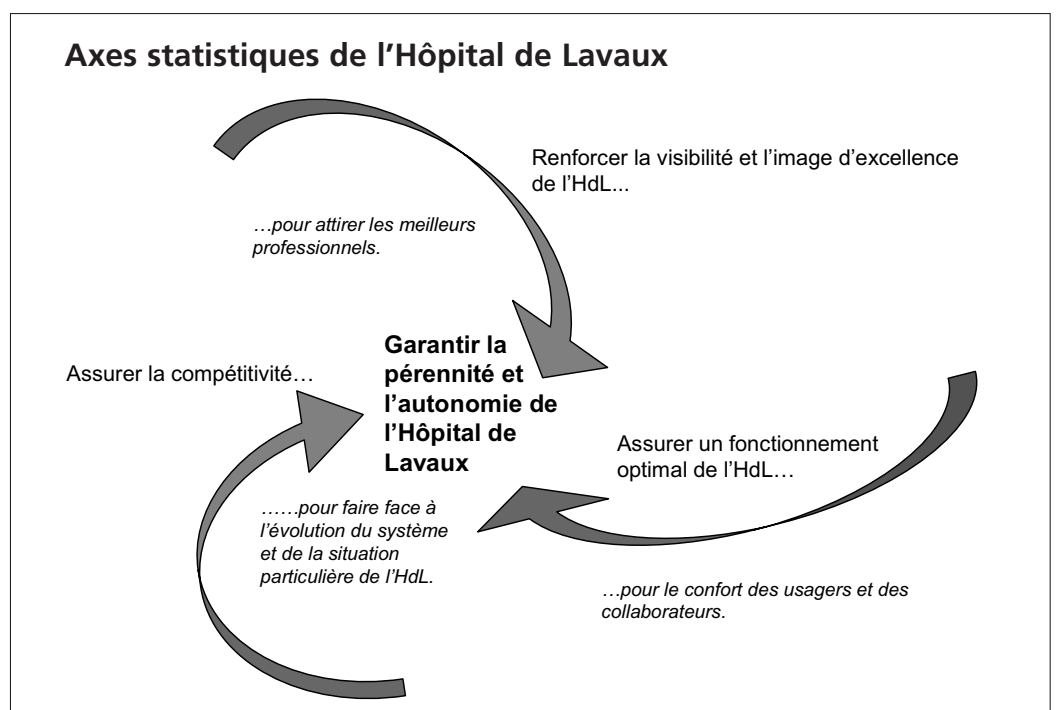 Axes statistiques de l'Hôpital de Lavaux
Renforcer la visibilité et l'image d'excellence
de l'HdL...
…pour attirer les meilleurs
professionnels.
Garantir la
pérennité et
l'autonomie de
l'Hôpital de
Lavaux
Assurer la compétitivité…
Assurer un fonctionnement
optimal de l'HdL…
……pour faire face à
l'évolution du système
et de la situation
particulière de l'HdL.
…pour le confort des usagers et des
collaborateurs.